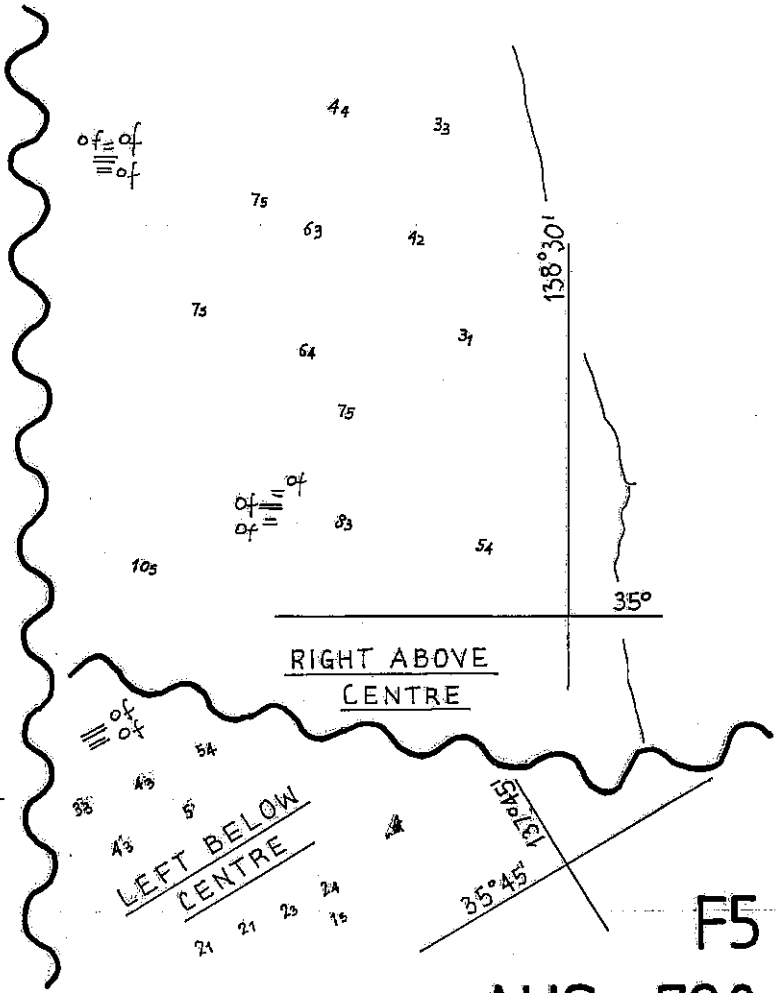 4₄
3₃
of = of
of
7₅
6₃
4₂
138°30'
7₅
3₁
6₄
7₅
of
of
of
8₃
5₄
10₅
35°
RIGHT ABOVE
CENTRE
of
of
5₄
4₃
3₈
5
4₃
137°45'
LEFT BELOW
CENTRE
35°45'
2₄
2₃
1₅
2₁
2₁
F5